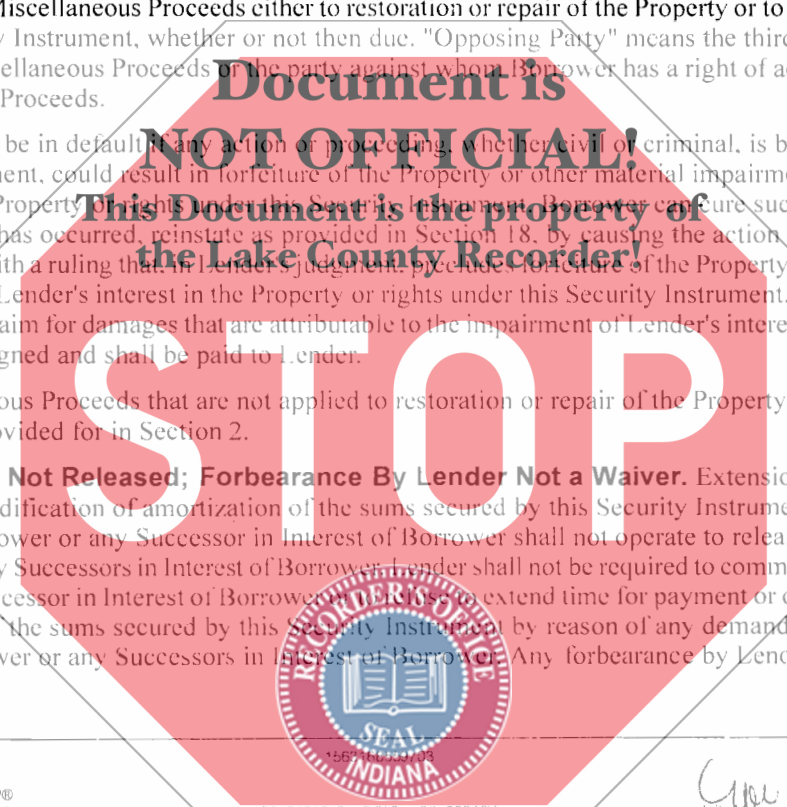 Miscellaneous Proceeds either to restoration or repair of the Property or to
y Instrument, whether or not then due. "Opposing Party" means the third
ellaneous Proceeds or the party against whom Borrower has a right of a
Proceeds.
Document is
NOT OFFICIAL!
This Document is the property of
the Lake County Recorder!
be in default if any action or proceeding, whether civil or criminal, is b
ent, could result in forfeiture of the Property or other material impairme
Property or rights under this Security Instrument. Borrower can cure suc
has occurred, reinstate as provided in Section 18, by causing the action
ith a ruling that, in Lender's judgment, precludes forfeiture of the Property
Lender's interest in the Property or rights under this Security Instrument.
aim for damages that are attributable to the impairment of Lender's intere
gned and shall be paid to Lender.
STOP
ous Proceeds that are not applied to restoration or repair of the Property
ovided for in Section 2.
Not Released; Forbearance By Lender Not a Waiver. Extensio
dification of amortization of the sums secured by this Security Instrume
ower or any Successor in Interest of Borrower shall not operate to relea
y Successors in Interest of Borrower. Lender shall not be required to comm
cessor in Interest of Borrower or to refuse to extend time for payment or o
the sums secured by this Security Instrument by reason of any demand
wer or any Successors in Interest of Borrower. Any forbearance by Lend
RECORDER'S OFFICE
SEAL
INDIANA